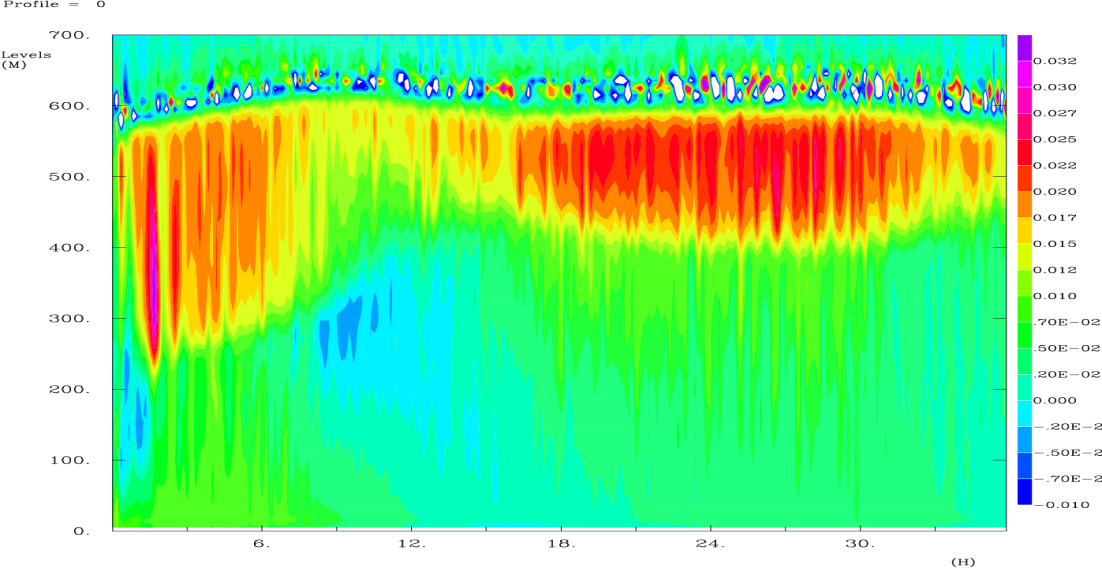 Profile = 0
700.
Levels
(M)
600.
500.
400.
300.
200.
100.
0.
6.
12.
18.
24.
30.
(H)
0.032
0.030
0.027
0.025
0.022
0.020
0.017
0.015
0.012
0.010
.70E-02
.50E-02
.20E-02
0.000
-.20E-2
-.50E-2
-.70E-2
-0.010